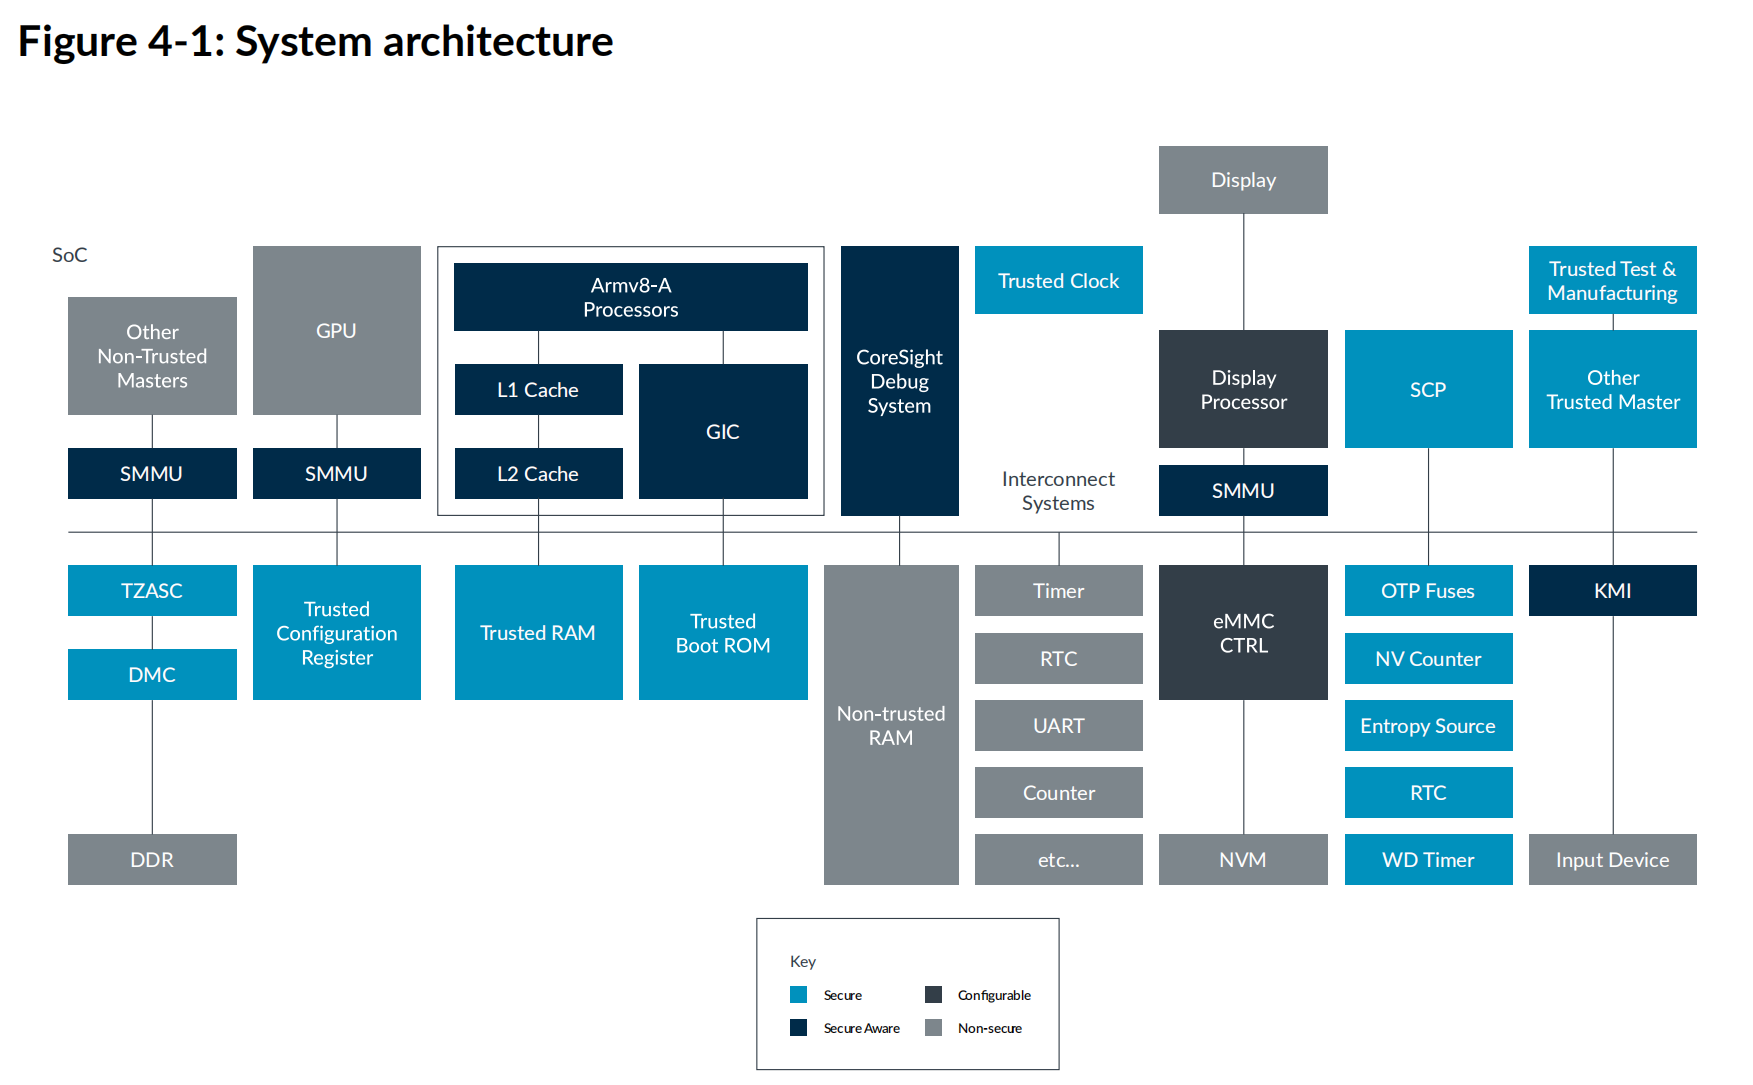 Figure 4-1: System architecture
Display
SoC
Other
Non-Trusted
Masters
GPU
Armv8-A
Processors
L1 Cache
L2 Cache
GIC
CoreSight
Debug
System
Trusted Clock
Interconnect
Systems
Display
Processor
SMMU
SCP
Trusted Test &
Manufacturing
Other
Trusted Master
SMMU
SMMU
TZASC
DMC
DDR
Trusted
Configuration
Register
Trusted RAM
Trusted
Boot ROM
Non-trusted
RAM
Timer
RTC
UART
Counter
etc...
eMMC
CTRL
NVM
OTP Fuses
NV Counter
Entropy Source
RTC
WD Timer
KMI
Input Device
Key
Secure
Configurable
Secure Aware
Non-secure